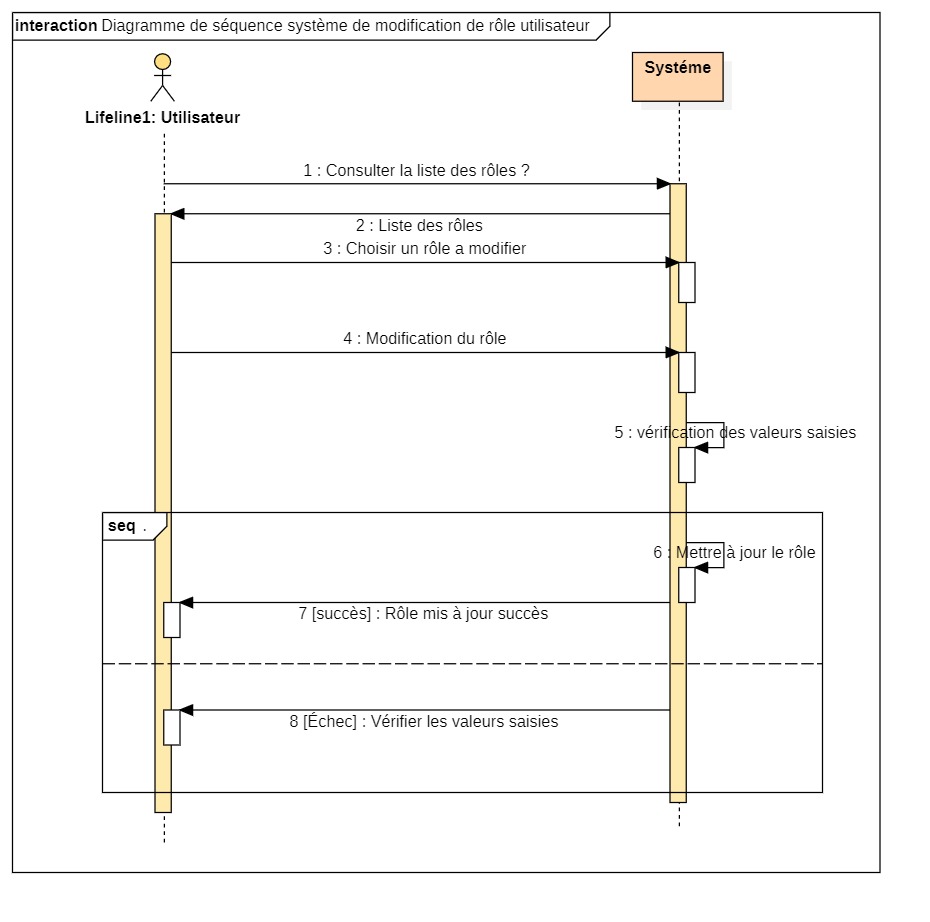 interaction Diagramme de séquence système de modification de rôle utilisateur
Systéme
Lifeline1: Utilisateur
1 : Consulter la liste des rôles ?
2 : Liste des rôles
3 : Choisir un rôle a modifier
4 : Modification du rôle
5 : vérification des valeurs saisies
seq .
6 : Mettre à jour le rôle
7 [succès] : Rôle mis à jour succès
8 [Échec] : Vérifier les valeurs saisies